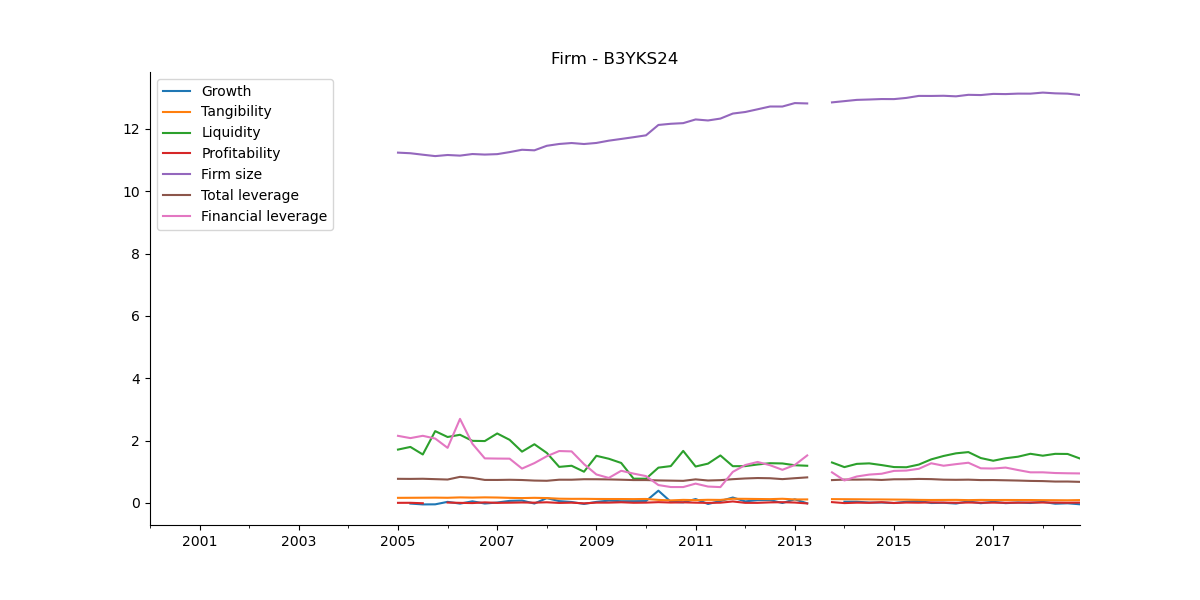 Firm - B3YKS24
Growth
Tangibility
Liquidity
Profitability
Firm size
Total leverage
Financial leverage
12
10
8
6
4
2
0
2001 2003 2005 2007 2009 2011 2013 2015 2017